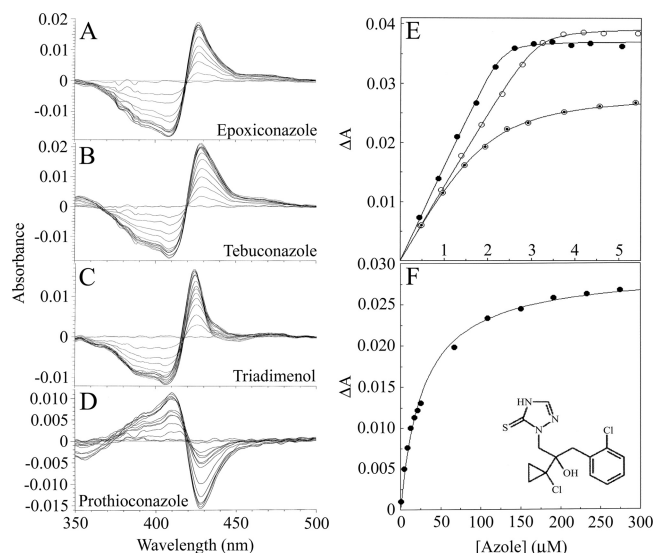 A
0.02
0.01
0
-0.01
Epoxiconazole
B
0.02
0.01
0
-0.01
Tebuconazole
C
0.01
0
-0.01
Triadimenol
D
0.010
0.005
0
-0.005
-0.010
-0.015
Prothioconazole
350 400 450 500
Wavelength (nm)
Absorbance
E
0.04
0.03
0.02
0.01
ΔA
1 2 3 4 5
F
0.030
0.025
0.020
0.015
0.010
0.005
0
ΔA
HN
N
S
N
Cl
OH
Cl
0 50 100 150 200 250 300
[Azole] (μM)